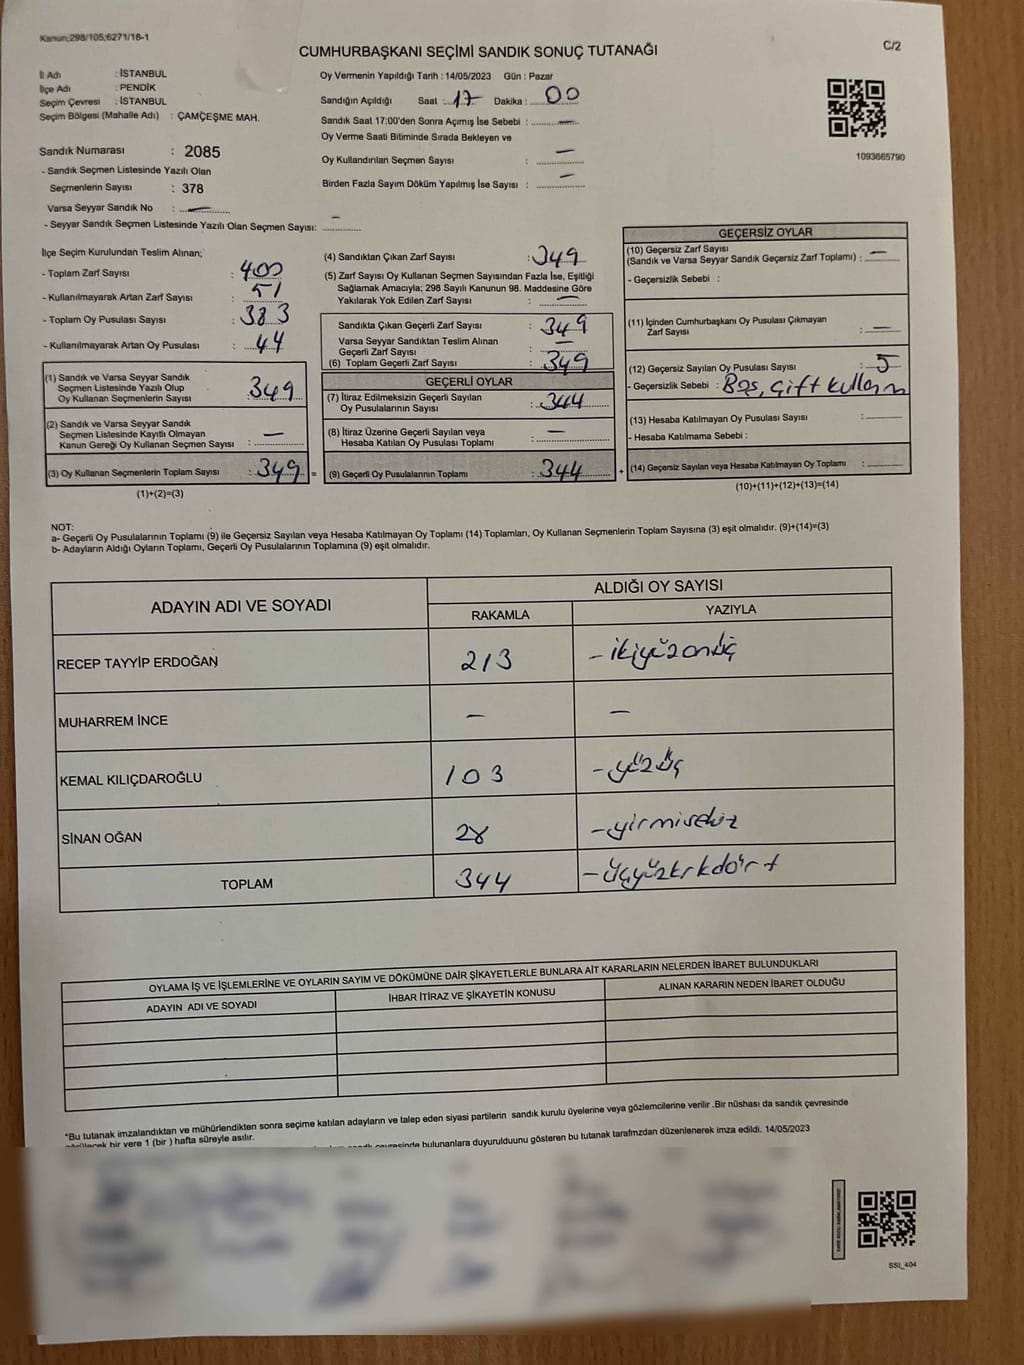 Kanun;298/105;6271/18-1
CUMHURBAŞKANI SEÇİMİ SANDIK SONUÇ TUTANAĞI
C/2
İl Adı : İSTANBUL
İlçe Adı : PENDİK
Seçim Çevresi : İSTANBUL
Seçim Bölgesi (Mahalle Adı) : ÇAMÇEŞME MAH.
Sandık Numarası : 2085
- Sandık Seçmen Listesinde Yazılı Olan
Seçmenlerin Sayısı : 378
Varsa Seyyar Sandık No : —
- Seyyar Sandık Seçmen Listesinde Yazılı Olan Seçmen Sayısı: —
Oy Vermenin Yapıldığı Tarih : 14/05/2023 Gün : Pazar
Sandığın Açıldığı Saat : 17 Dakika : 00
Sandık Saat 17:00'den Sonra Açımış İse Sebebi : —
Oy Verme Saati Bitiminde Sırada Bekleyen ve
Oy Kullandırılan Seçmen Sayısı : —
Birden Fazla Sayım Döküm Yapılmış İse Sayısı : —
1093665790
İlçe Seçim Kurulundan Teslim Alınan;
- Toplam Zarf Sayısı : 400
- Kullanılmayarak Artan Zarf Sayısı : 51
- Toplam Oy Pusulası Sayısı : 383
- Kullanılmayarak Artan Oy Pusulası : 44
(1) Sandık ve Varsa Seyyar Sandık
Seçmen Listesinde Yazılı Olup
Oy Kullanan Seçmenlerin Sayısı : 349
(2) Sandık ve Varsa Seyyar Sandık
Seçmen Listesinde Kayıtlı Olmayan
Kanun Gereği Oy Kullanan Seçmen Sayısı : —
(3) Oy Kullanan Seçmenlerin Toplam Sayısı : 349 =
(1)+(2)=(3)
(4) Sandıktan Çıkan Zarf Sayısı : 349
(5) Zarf Sayısı Oy Kullanan Seçmen Sayısından Fazla İse, Eşitliği
Sağlamak Amacıyla; 298 Sayılı Kanunun 98. Maddesine Göre
Yakılarak Yok Edilen Zarf Sayısı : —
Sandıkta Çıkan Geçerli Zarf Sayısı : 349
Varsa Seyyar Sandıktan Teslim Alınan
Geçerli Zarf Sayısı : —
(6) Toplam Geçerli Zarf Sayısı : 349
GEÇERLİ OYLAR
(7) İtiraz Edilmeksizin Geçerli Sayılan
Oy Pusulalarının Sayısı : 344
(8) İtiraz Üzerine Geçerli Sayılan veya
Hesaba Katılan Oy Pusulası Toplamı : —
(9) Geçerli Oy Pusulalarının Toplamı : 344 +
GEÇERSİZ OYLAR
(10) Geçersiz Zarf Sayısı
(Sandık ve Varsa Seyyar Sandık Geçersiz Zarf Toplamı) : —
- Geçersizlik Sebebi :
(11) İçinden Cumhurbaşkanı Oy Pusulası Çıkmayan
Zarf Sayısı : —
(12) Geçersiz Sayılan Oy Pusulası Sayısı : 5
- Geçersizlik Sebebi : Boş, çift kullanım
(13) Hesaba Katılmayan Oy Pusulası Sayısı :
- Hesaba Katılmama Sebebi :
(14) Geçersiz Sayılan veya Hesaba Katılmayan Oy Toplamı :
(10)+(11)+(12)+(13)=(14)
NOT:
a- Geçerli Oy Pusulalarının Toplamı (9) ile Geçersiz Sayılan veya Hesaba Katılmayan Oy Toplamı (14) Toplamları, Oy Kullanan Seçmenlerin Toplam Sayısına (3) eşit olmalıdır. (9)+(14)=(3)
b- Adayların Aldığı Oyların Toplamı, Geçerli Oy Pusulalarının Toplamına (9) eşit olmalıdır.
ADAYIN ADI VE SOYADI
ALDIĞI OY SAYISI
RAKAMLA YAZIYLA
RECEP TAYYİP ERDOĞAN 213 - ikiyüzonüç
MUHARREM İNCE — —
KEMAL KILIÇDAROĞLU 103 - yüzüç
SİNAN OĞAN 28 - yirmisekiz
TOPLAM 344 - üçyüzkırkdört
OYLAMA İŞ VE İŞLEMLERİNE VE OYLARIN SAYIM VE DÖKÜMÜNE DAİR ŞİKAYETLERLE BUNLARA AİT KARARLARIN NELERDEN İBARET BULUNDUKLARI
ADAYIN ADI VE SOYADI İHBAR İTİRAZ VE ŞİKAYETİN KONUSU ALINAN KARARIN NEDEN İBARET OLDUĞU
*Bu tutanak imzalandıktan ve mühürlendikten sonra seçime katılan adayların ve talep eden siyasi partilerin sandık kurulu üyelerine veya gözlemcilerine verilir .Bir nüshası da sandık çevresinde
görülecek bir yere 1 (bir ) hafta süreyle asılır.
çevresinde bulunanlara duyurulduunu gösteren bu tutanak tarafmzdan düzenlenerek imza edildi. 14/05/2023
SSI_404